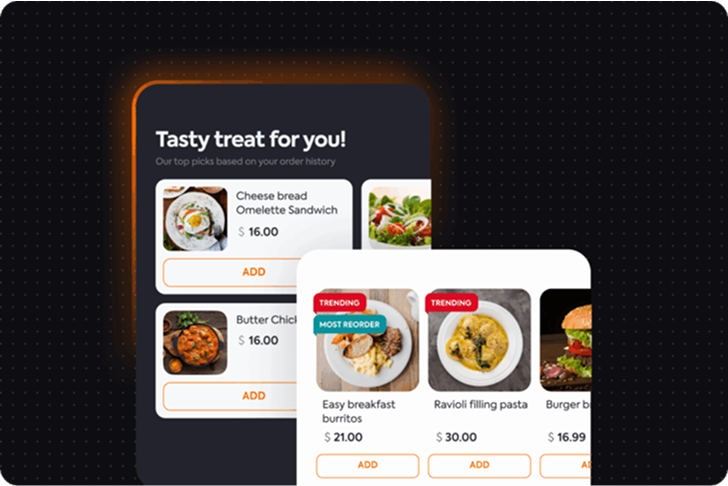 Tasty treat for you!
Our top picks based on your order history
Cheese bread
Omelette Sandwich
$ 16.00
ADD
Butter Chick
$ 16.00
ADD
TRENDING
MOST REORDER
Easy breakfast
burritos
$ 21.00
ADD
TRENDING
Ravioli filling pasta
$ 30.00
ADD
Burger b
$ 16.99
AD